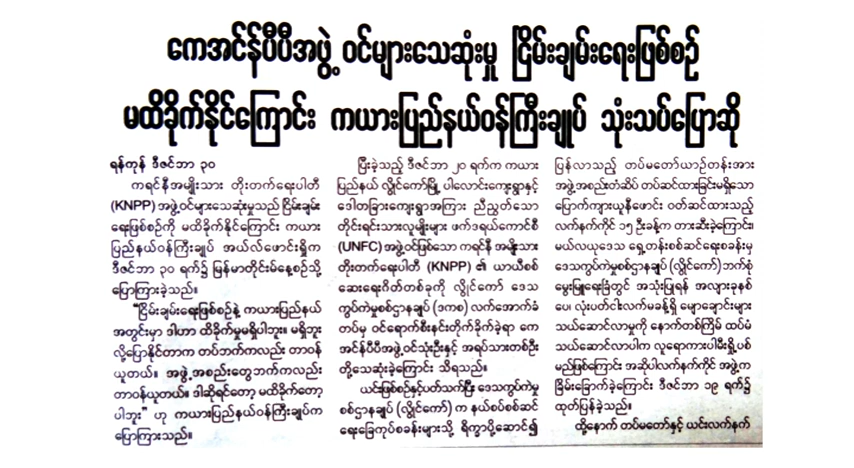 ကေအင်န်ပီပီအဖွဲ့ ဝင်များသေဆုံးမှု ငြိမ်းချမ်းရေးဖြစ်စဉ်
မထိခိုက်နိုင်ကြောင်း ကယားပြည်နယ်ဝန်ကြီးချုပ် သုံးသပ်ပြောဆို
ရန်ကုန် ဒီဇင်ဘာ ၃၀
ကရင်နီအမျိုးသား တိုးတက်ရေးပါတီ
(KNPP) အဖွဲ့ဝင်များသေဆုံးမှုသည် ငြိမ်းချမ်း
ရေးဖြစ်စဉ်ကို မထိခိုက်နိုင်ကြောင်း ကယား
ပြည်နယ်ဝန်ကြီးချုပ် အယ်လ်ဖောင်းရှိုက
ဒီဇင်ဘာ ၃၀ ရက်၌ မြန်မာတိုင်းမ်နေ့စဉ်သို့
ပြောကြားခဲ့သည်။
“ငြိမ်းချမ်းရေးဖြစ်စဉ်နဲ့ ကယားပြည်နယ်
အတွင်းမှာ ဒါဟာ ထိခိုက်မှုမရှိပါဘူး။ မရှိဘူး
လို့ပြောနိုင်တာက တပ်ဘက်ကလည်း တာဝန်
ယူတယ်။ အဖွဲ့အစည်းတွေဘက်ကလည်း
တာဝန်ယူတယ်။ ဒါဆိုရင်တော့ မထိခိုက်တော့
ပါဘူး” ဟု ကယားပြည်နယ်ဝန်ကြီးချုပ်က
ပြောကြားသည်။
ပြီးခဲ့သည့် ဒီဇင်ဘာ ၂၀ ရက်က ကယား
ပြည်နယ် လွိုင်ကော်မြို့ ပါလောင်းကျေးရွာနှင့်
ဒေါတခြားကျေးရွာအကြား ညီညွတ်သော
တိုင်းရင်းသားလူမျိုးများ ဖက်ဒရယ်ကောင်စီ
(UNFC) အဖွဲ့ဝင်ဖြစ်သော ကရင်နီ အမျိုးသား
တိုးတက်ရေးပါတီ (KNPP) ၏ ယာယီစစ်
ဆေးရေးဂိတ်တစ်ခုကို လွိုင်ကော် ဒေသ
ကွပ်ကဲမှုစစ်ဌာနချုပ် (ဒကစ) လက်အောက်ခံ
တပ်မှ ဝင်ရောက်စီးနင်းတိုက်ခိုက်ခဲ့ရာ ကေ
အင်န်ပီပီအဖွဲ့ဝင်သုံးဦးနှင့် အရပ်သားတစ်ဦး
တို့သေဆုံးခဲ့ကြောင်း သိရသည်။
ယင်းဖြစ်စဉ်နှင့်ပတ်သက်ပြီး ဒေသကွပ်ကဲမှု
စစ်ဌာနချုပ် (လွိုင်ကော်) က နယ်စပ်စစ်ဆင်
ရေးခြေကုပ်စခန်းများသို့ ရိက္ခာပို့ဆောင်၍
ပြန်လာသည့် တပ်မတော်ယာဉ်တန်းအား
အဖွဲ့အစည်းတံဆိပ် တပ်ဆင်ထားခြင်းမရှိသော
ပြောက်ကျားယူနီဖောင်း ဝတ်ဆင်ထားသည့်
လက်နက်ကိုင် ၁၅ ဦးခန့်က တားဆီးခဲ့ကြောင်း၊
မယ်လယုဒေသ ရှေ့တန်းစစ်ဆင်ရေးစခန်းမှ
ဒေသကွပ်ကဲမှုစစ်ဌာနချုပ် (လွိုင်ကော်) ဘက်စုံ
မွေးမြူရေးခြံတွင် အသုံးပြုရန် အလျားခုနစ်
ပေ၊ လုံးပတ်ငါးလက်မခန့်ရှိ မျောချောင်းများ
သယ်ဆောင်လာမှုကို နောက်တစ်ကြိမ် ထပ်မံ
သယ်ဆောင်လာပါက လူရောကားပါမီးရှို့ပစ်
မည်ဖြစ်ကြောင်း အဆိုပါလက်နက်ကိုင် အဖွဲ့က
ခြိမ်းခြောက်ခဲ့ကြောင်း ဒီဇင်ဘာ ၁၉ ရက်၌
ထုတ်ပြန်ခဲ့သည်။
ထို့နောက် တပ်မတော်နှင့် ယင်းလက်နက်